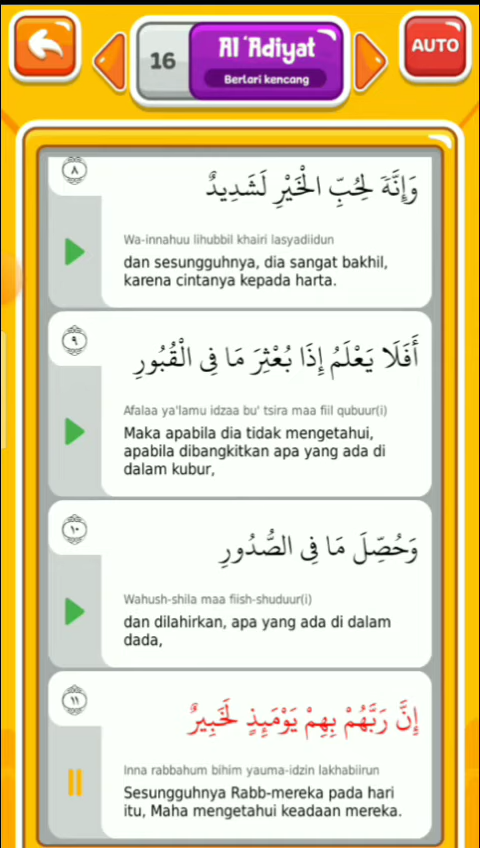 16
Al 'Adiyat
Berlari kencang
AUTO
٨
وَإِنَّهُ لِحُبِّ الْخَيْرِ لَشَدِيدٌ
Wa-innahuu lihubbil khairi lasyadiidun
dan sesungguhnya, dia sangat bakhil,
karena cintanya kepada harta.
٩
أَفَلَا يَعْلَمُ إِذَا بُعْثِرَ مَا فِى الْقُبُورِ
Afalaa ya'lamu idzaa bu' tsira maa fiil qubuur(i)
Maka apabila dia tidak mengetahui,
apabila dibangkitkan apa yang ada di
dalam kubur,
١٠
وَحُصِّلَ مَا فِى الصُّدُورِ
Wahush-shila maa fiish-shuduur(i)
dan dilahirkan, apa yang ada di dalam
dada,
١١
إِنَّ رَبَّهُمْ بِهِمْ يَوْمَئِذٍ لَخَبِيرٌ
Inna rabbahum bihim yauma-idzin lakhabiirun
Sesungguhnya Rabb-mereka pada hari
itu, Maha mengetahui keadaan mereka.